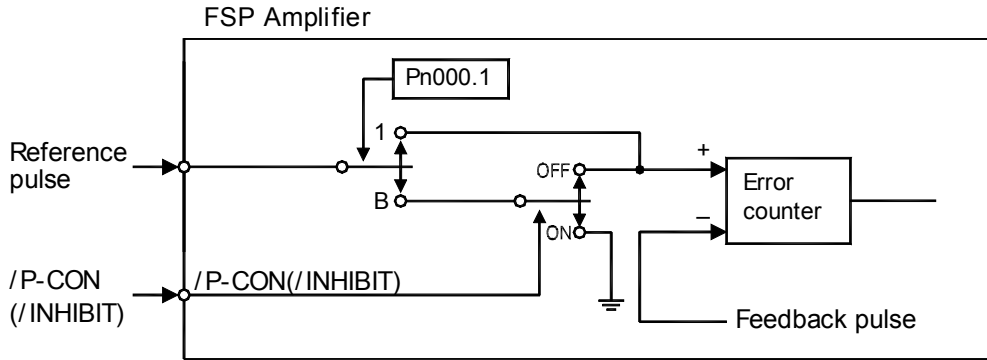 FSP Amplifier
Pn000.1
1
Reference
pulse
+
OFF
Error
counter
B
–
ON
/P-CON
(/INHIBIT)
/P-CON(/INHIBIT)
Feedback pulse